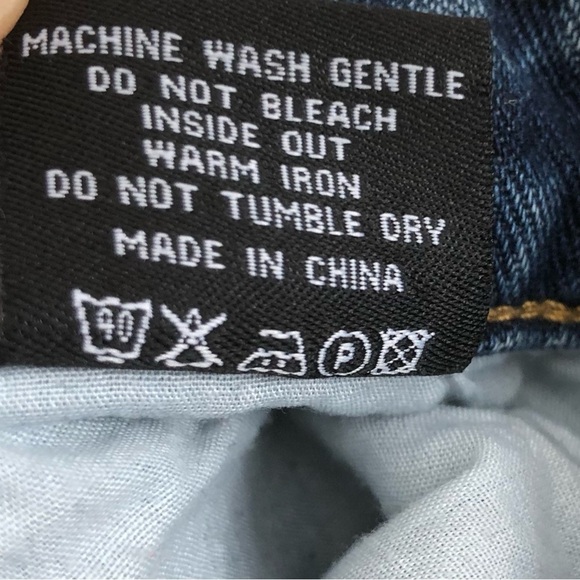 MACHINE WASH GENTLE
DO NOT BLEACH
INSIDE OUT
WARM IRON
DO NOT TUMBLE DRY
MADE IN CHINA
40 P